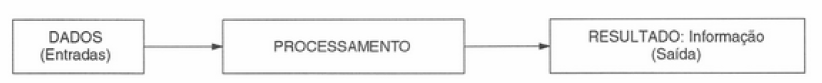 DADOS
(Entradas)
PROCESSAMENTO
RESULTADO: Informação
(Saída)